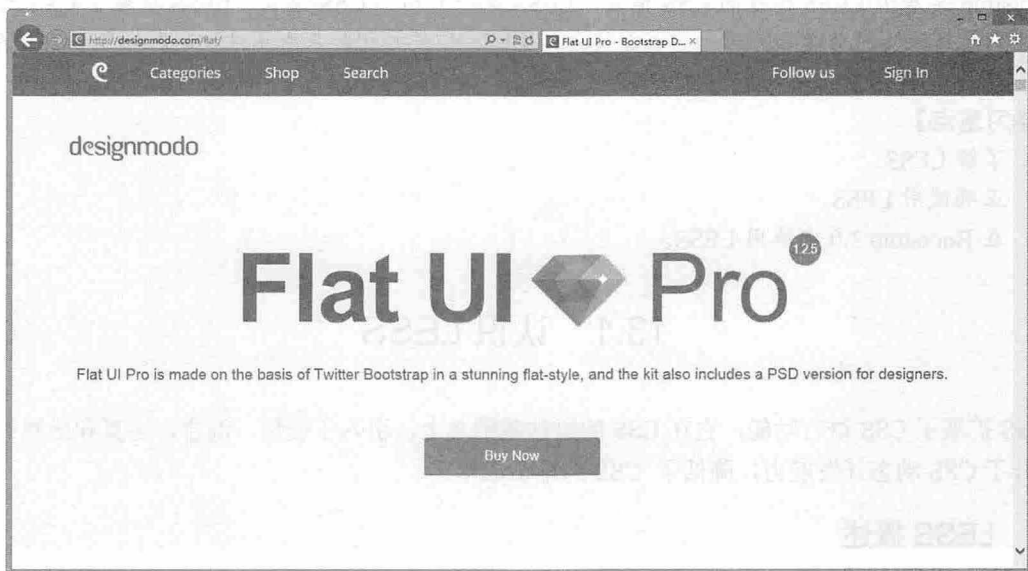 http://designmodo.com/flat/
Flat UI Pro - Bootstrap D...
Categories Shop Search Follow us Sign In
designmodo
Flat UI Pro 1.2.5
Flat UI Pro is made on the basis of Twitter Bootstrap in a stunning flat-style, and the kit also includes a PSD version for designers.
Buy Now